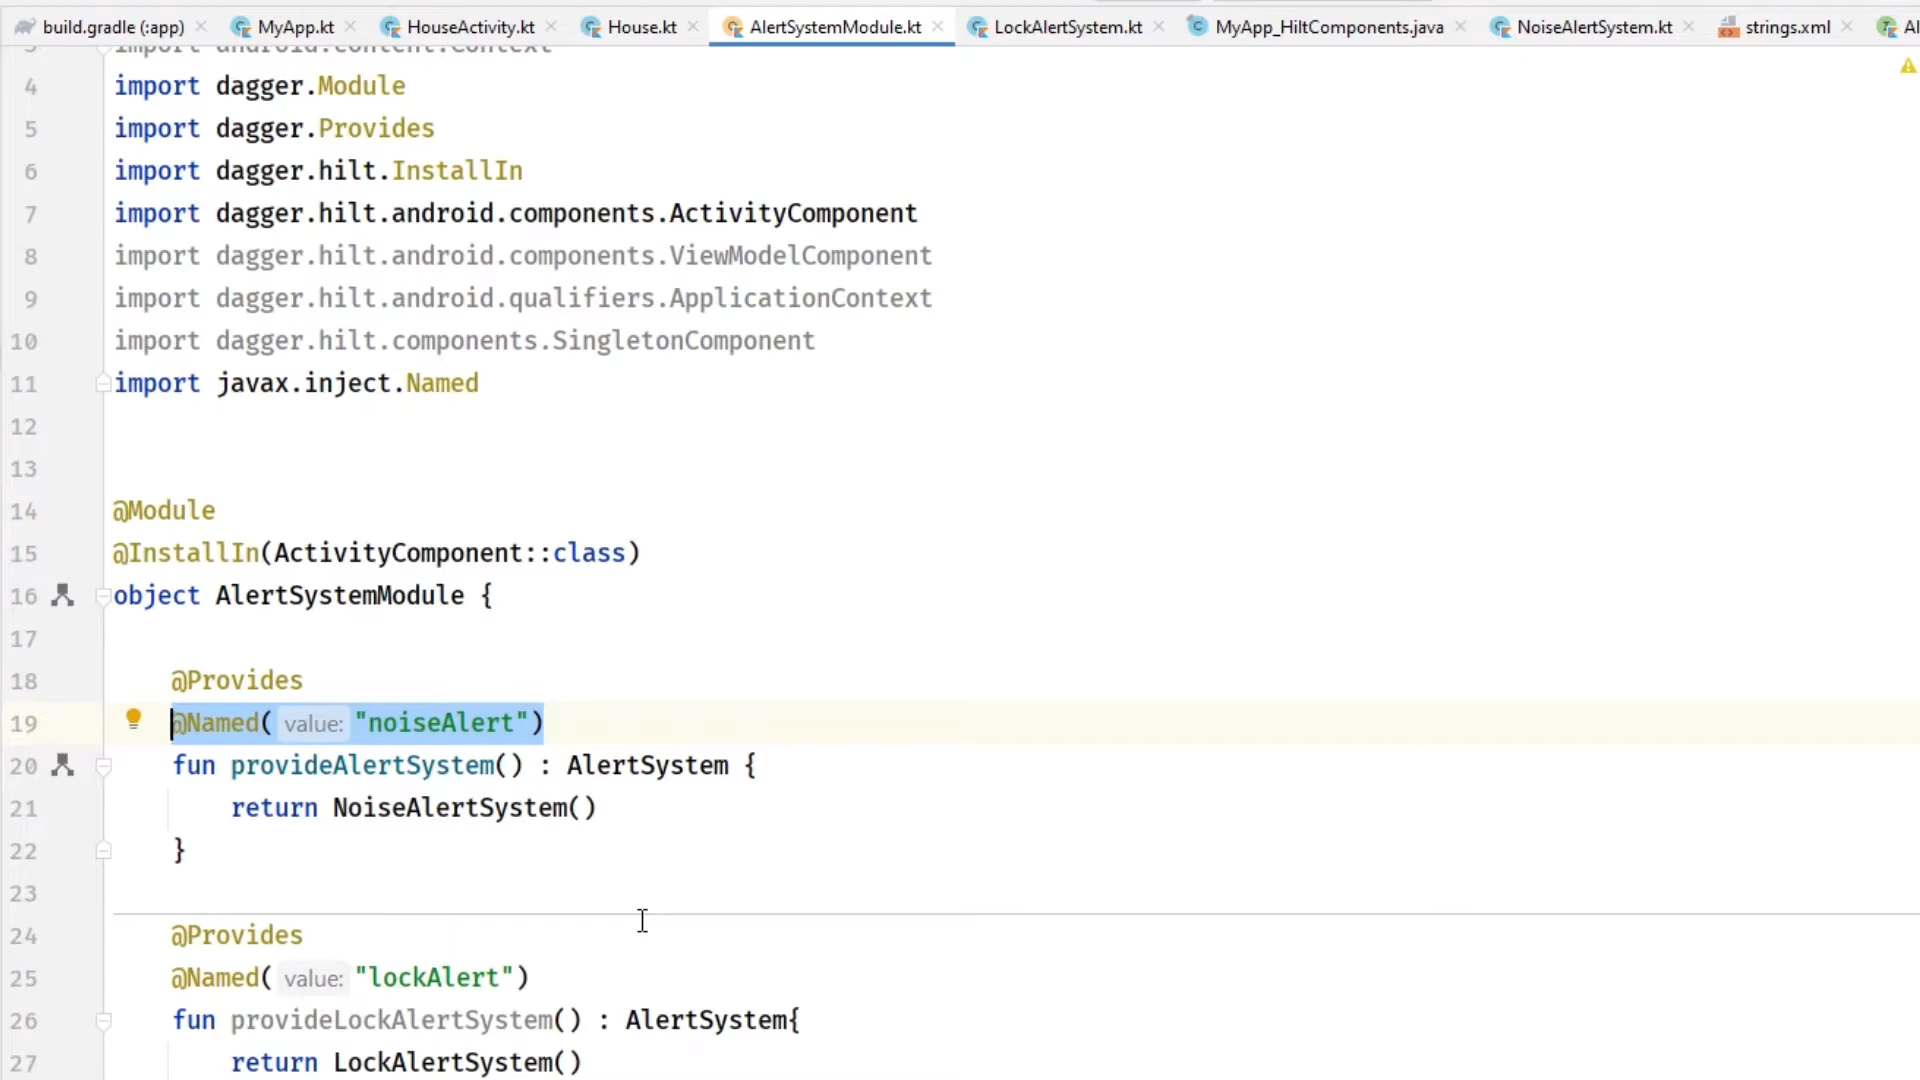 build.gradle (:app) MyApp.kt HouseActivity.kt House.kt AlertSystemModule.kt LockAlertSystem.kt MyApp_HiltComponents.java NoiseAlertSystem.kt strings.xml
import android.content.Context
4 import dagger.Module
5 import dagger.Provides
6 import dagger.hilt.InstallIn
7 import dagger.hilt.android.components.ActivityComponent
8 import dagger.hilt.android.components.ViewModelComponent
9 import dagger.hilt.android.qualifiers.ApplicationContext
10 import dagger.hilt.components.SingletonComponent
11 import javax.inject.Named
12
13
14 @Module
15 @InstallIn(ActivityComponent::class)
16 object AlertSystemModule {
17
18 @Provides
19 @Named( value: "noiseAlert")
20 fun provideAlertSystem() : AlertSystem {
21 return NoiseAlertSystem()
22 }
23
24 @Provides
25 @Named( value: "lockAlert")
26 fun provideLockAlertSystem() : AlertSystem{
27 return LockAlertSystem()